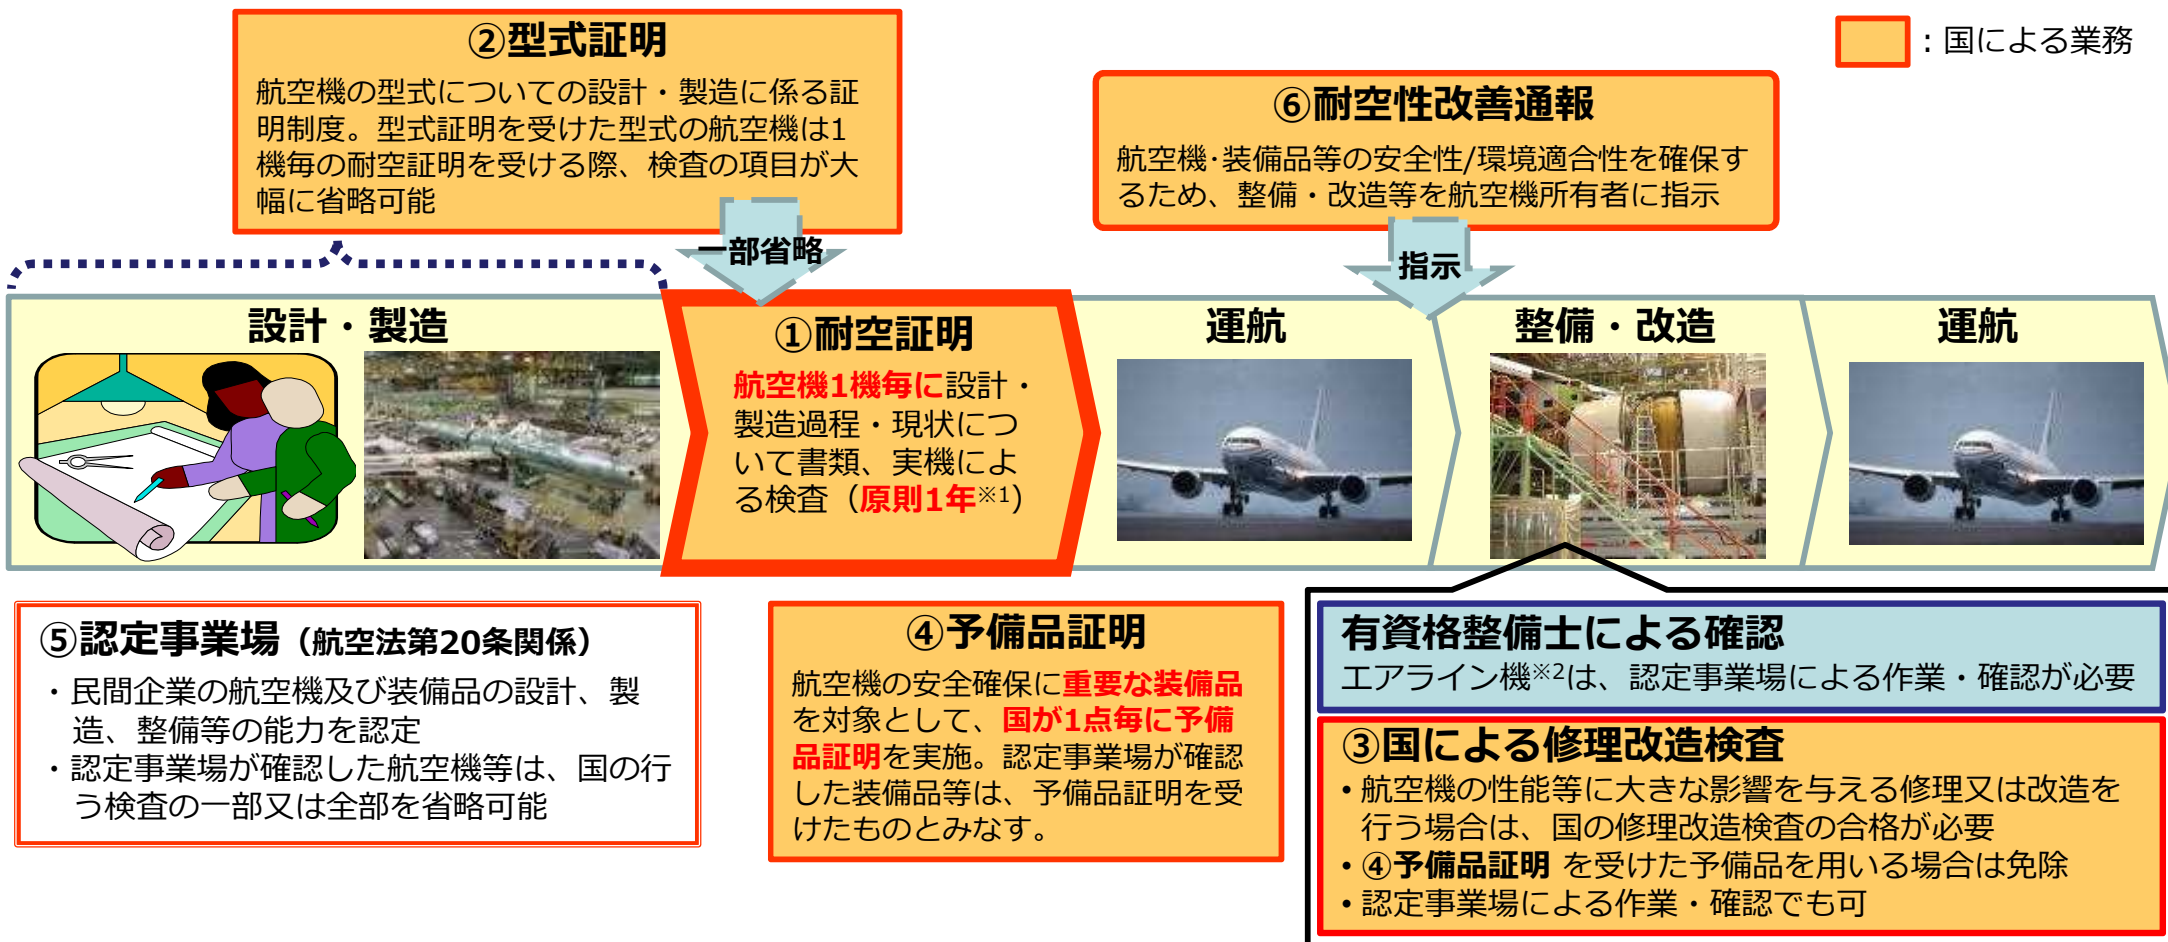 ②型式証明
航空機の型式についての設計・製造に係る証
明制度。型式証明を受けた型式の航空機は1
機毎の耐空証明を受ける際、検査の項目が大
幅に省略可能
：国による業務
⑥耐空性改善通報
航空機･装備品等の安全性/環境適合性を確保す
るため、整備・改造等を航空機所有者に指示
一部省略
指示
設計・製造
①耐空証明
航空機1機毎に設計・
製造過程・現状につ
いて書類、実機によ
る検査（原則1年※1）
運航
整備・改造
運航
⑤認定事業場（航空法第20条関係）
・民間企業の航空機及び装備品の設計、製
造、整備等の能力を認定
・認定事業場が確認した航空機等は、国の行
う検査の一部又は全部を省略可能
④予備品証明
航空機の安全確保に重要な装備品
を対象として、国が1点毎に予備
品証明を実施。認定事業場が確認
した装備品等は、予備品証明を受
けたものとみなす。
有資格整備士による確認
エアライン機※2は、認定事業場による作業・確認が必要
③国による修理改造検査
• 航空機の性能等に大きな影響を与える修理又は改造を
行う場合は、国の修理改造検査の合格が必要
• ④予備品証明 を受けた予備品を用いる場合は免除
• 認定事業場による作業・確認でも可